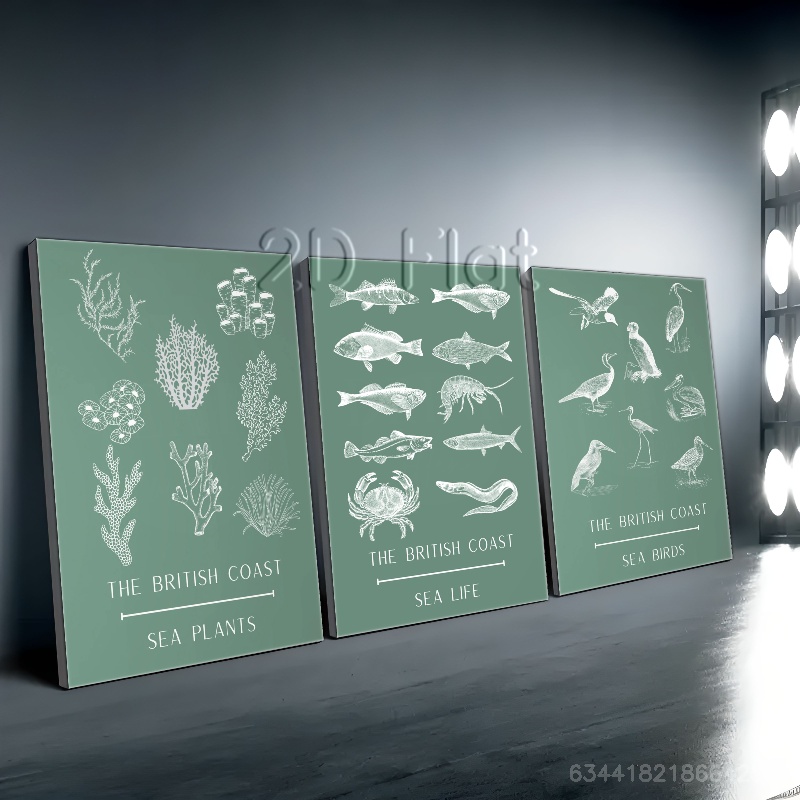 2D Flat
THE BRITISH COAST
SEA PLANTS
THE BRITISH COAST
SEA LIFE
THE BRITISH COAST
SEA BIRDS